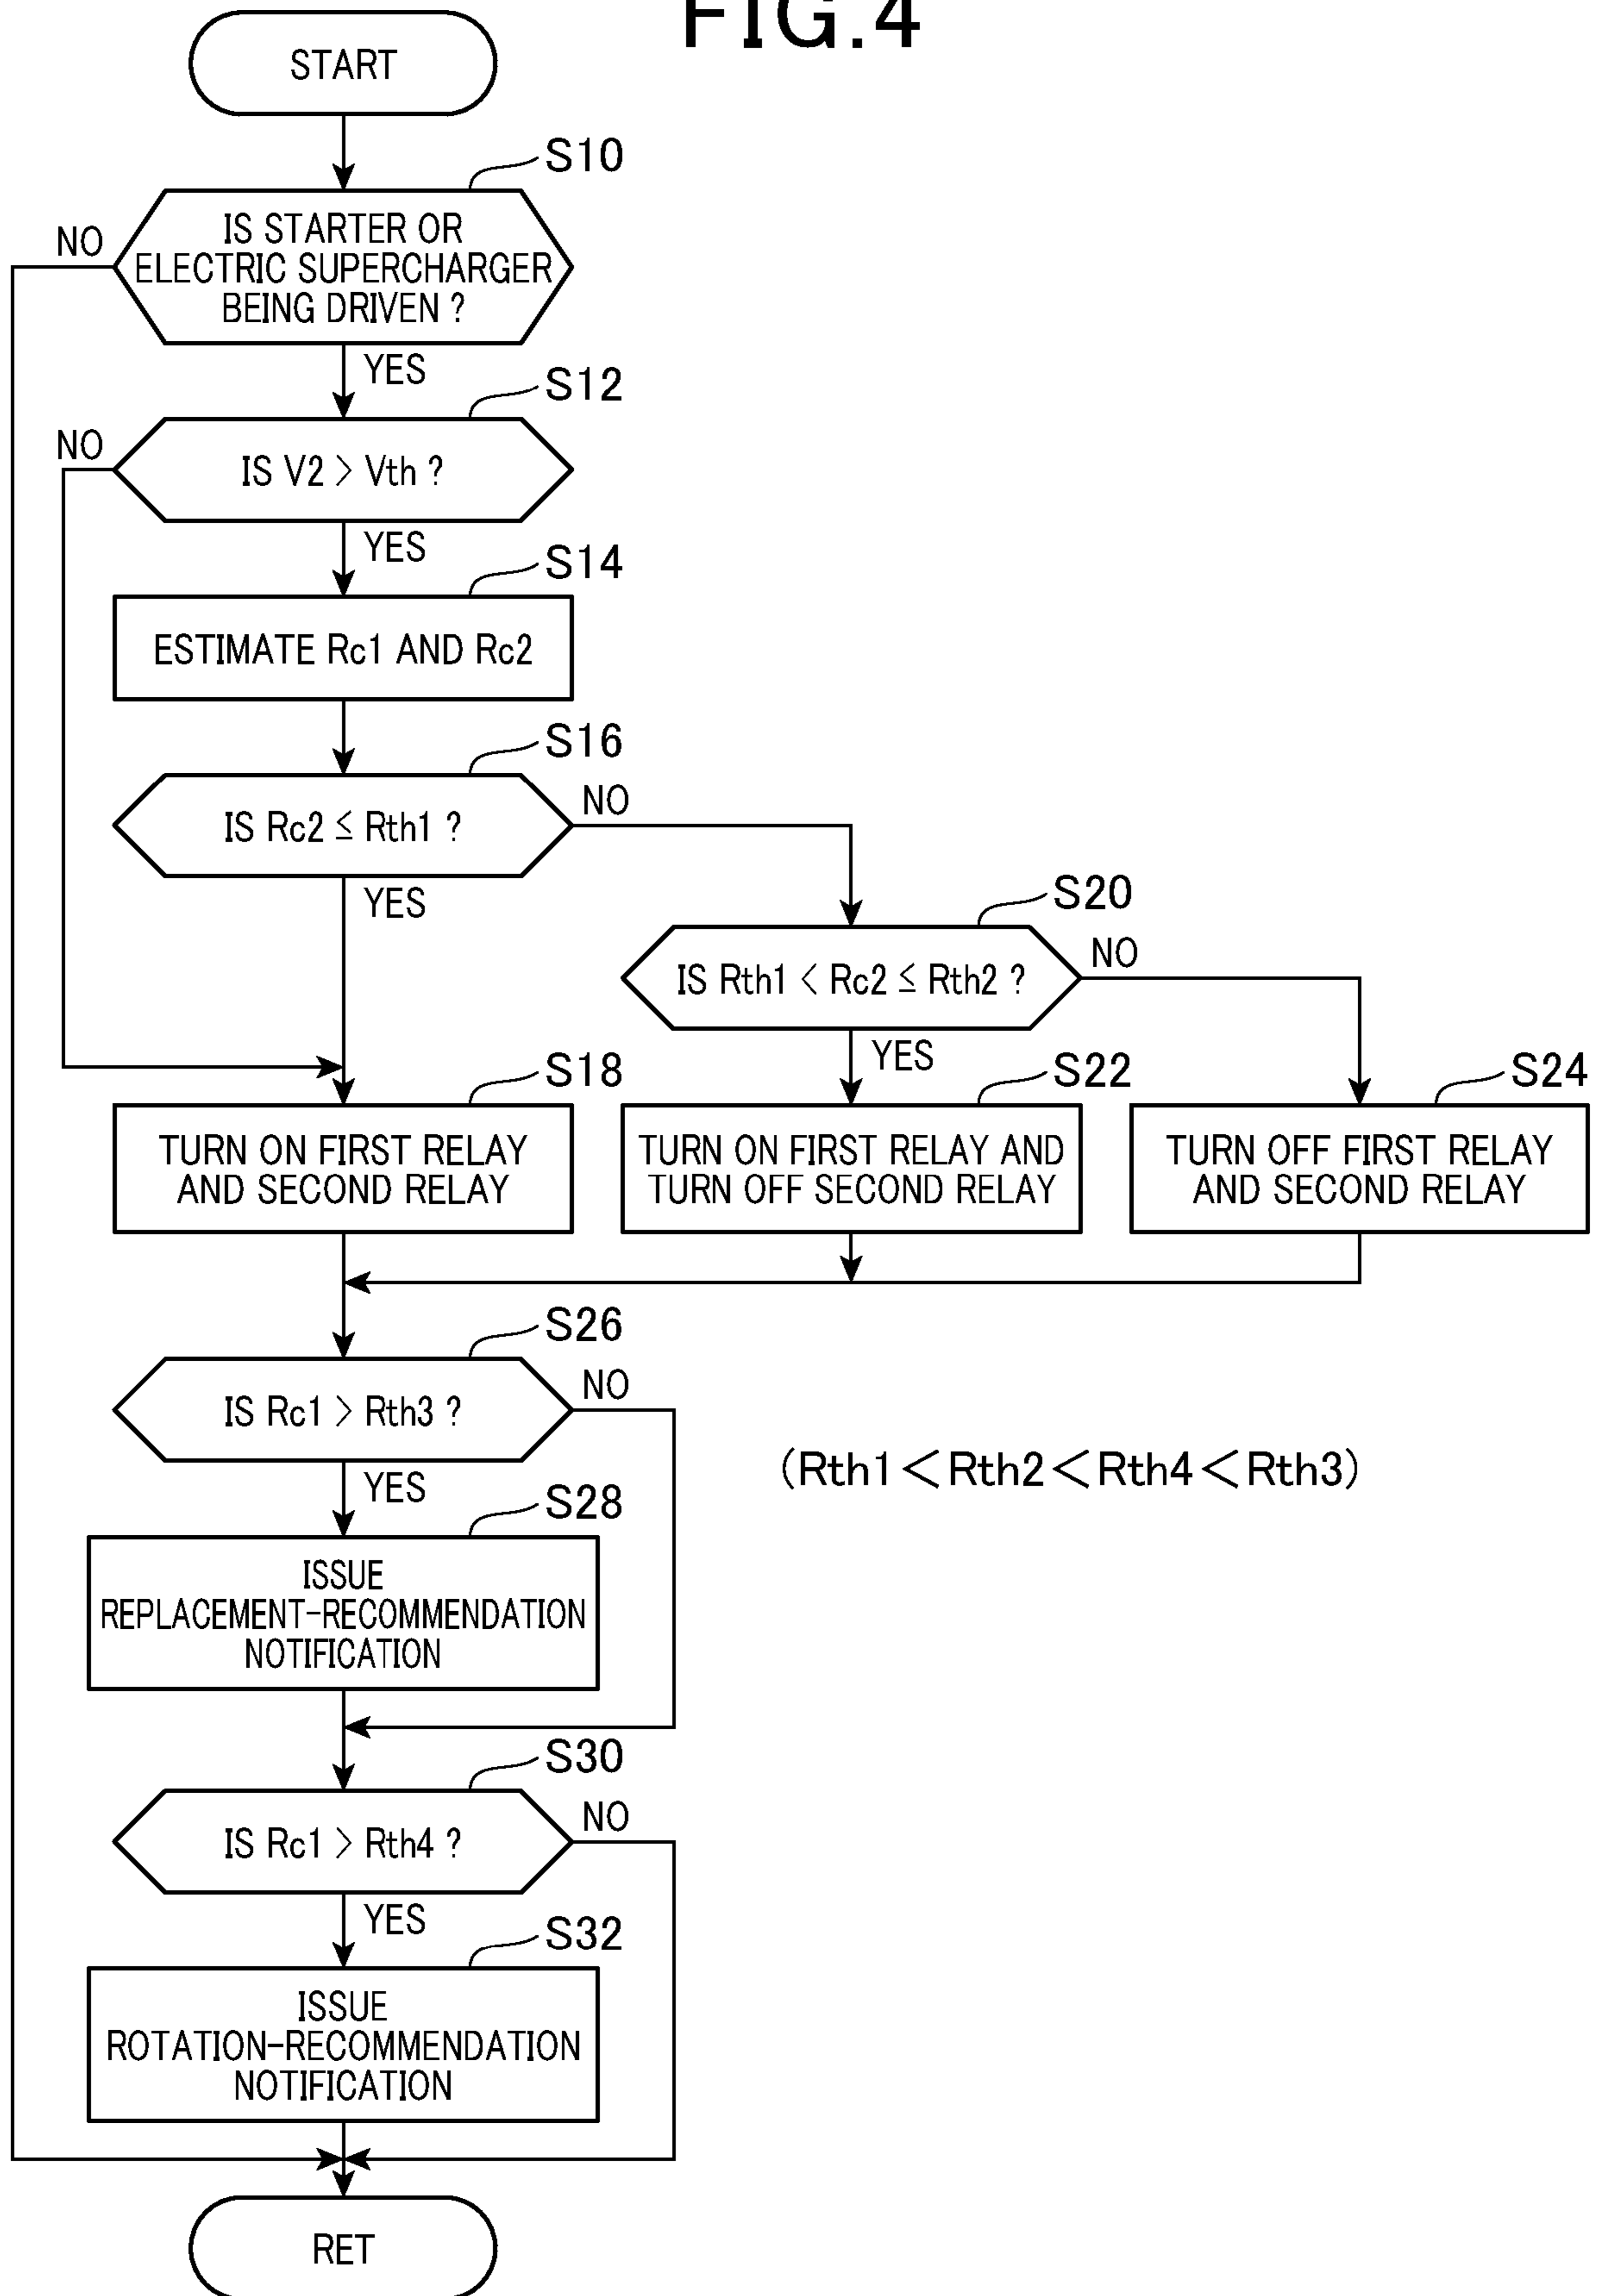 FIG.4
START
S10
IS STARTER OR
ELECTRIC SUPERCHARGER
BEING DRIVEN ?
NO
YES
S12
IS V2 > Vth ?
NO
YES
S14
ESTIMATE Rc1 AND Rc2
S16
IS Rc2 ≤ Rth1 ?
NO
YES
S20
IS Rth1 < Rc2 ≤ Rth2 ?
NO
YES
S18
TURN ON FIRST RELAY
AND SECOND RELAY
S22
TURN ON FIRST RELAY AND
TURN OFF SECOND RELAY
S24
TURN OFF FIRST RELAY
AND SECOND RELAY
S26
IS Rc1 > Rth3 ?
NO
YES
(Rth1<Rth2<Rth4<Rth3)
S28
ISSUE
REPLACEMENT-RECOMMENDATION
NOTIFICATION
S30
IS Rc1 > Rth4 ?
NO
YES
S32
ISSUE
ROTATION-RECOMMENDATION
NOTIFICATION
RET